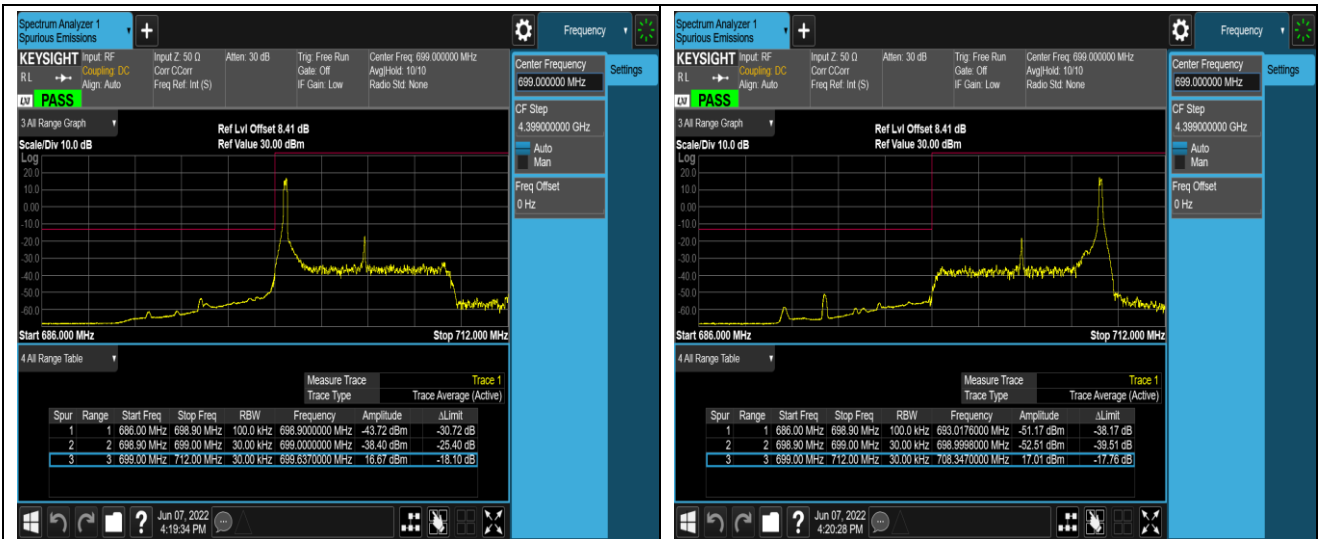 Spectrum Analyzer 1
Spurious Emissions
Frequency
KEYSIGHT Input: RF Input Z: 50 Ω Atten: 30 dB Trig: Free Run Center Freq: 699.000000 MHz
R L Coupling: DC Corr CCorr Gate: Off Avg|Hold: 10/10
Align: Auto Freq Ref: Int (S) IF Gain: Low Radio Std: None
LXI PASS
Center Frequency
699.000000 MHz
Settings
CF Step
4.399000000 GHz
Auto
Man
Freq Offset
0 Hz
3 All Range Graph
Ref Lvl Offset 8.41 dB
Scale/Div 10.0 dB Ref Value 30.00 dBm
Log
20.0
10.0
0.00
-10.0
-20.0
-30.0
-40.0
-50.0
-60.0
Start 686.000 MHz Stop 712.000 MHz
4 All Range Table
Measure Trace Trace 1
Trace Type Trace Average (Active)
Spur Range Start Freq Stop Freq RBW Frequency Amplitude ΔLimit
1 1 686.00 MHz 698.90 MHz 100.0 kHz 698.9000000 MHz -43.72 dBm -30.72 dB
2 2 698.90 MHz 699.00 MHz 30.00 kHz 699.0000000 MHz -38.40 dBm -25.40 dB
3 3 699.00 MHz 712.00 MHz 30.00 kHz 699.6370000 MHz 16.67 dBm -18.10 dB
Jun 07, 2022
4:19:34 PM
Spectrum Analyzer 1
Spurious Emissions
Frequency
KEYSIGHT Input: RF Input Z: 50 Ω Atten: 30 dB Trig: Free Run Center Freq: 699.000000 MHz
R L Coupling: DC Corr CCorr Gate: Off Avg|Hold: 10/10
Align: Auto Freq Ref: Int (S) IF Gain: Low Radio Std: None
LXI PASS
Center Frequency
699.000000 MHz
Settings
CF Step
4.399000000 GHz
Auto
Man
Freq Offset
0 Hz
3 All Range Graph
Ref Lvl Offset 8.41 dB
Scale/Div 10.0 dB Ref Value 30.00 dBm
Log
20.0
10.0
0.00
-10.0
-20.0
-30.0
-40.0
-50.0
-60.0
Start 686.000 MHz Stop 712.000 MHz
4 All Range Table
Measure Trace Trace 1
Trace Type Trace Average (Active)
Spur Range Start Freq Stop Freq RBW Frequency Amplitude ΔLimit
1 1 686.00 MHz 698.90 MHz 100.0 kHz 693.0176000 MHz -51.17 dBm -38.17 dB
2 2 698.90 MHz 699.00 MHz 30.00 kHz 698.9998000 MHz -52.51 dBm -39.51 dB
3 3 699.00 MHz 712.00 MHz 30.00 kHz 708.3470000 MHz 17.01 dBm -17.76 dB
Jun 07, 2022
4:20:28 PM